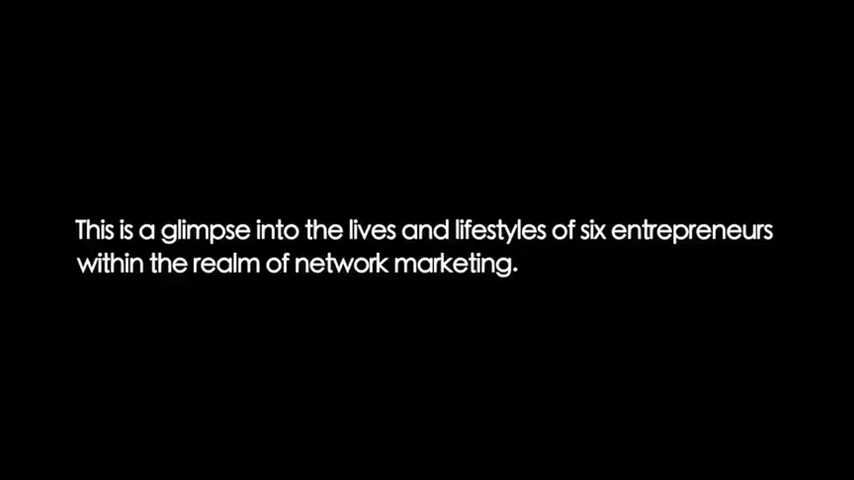 This is a glimpse into the lives and lifestyles of six entrepreneurs
within the realm of network marketing.